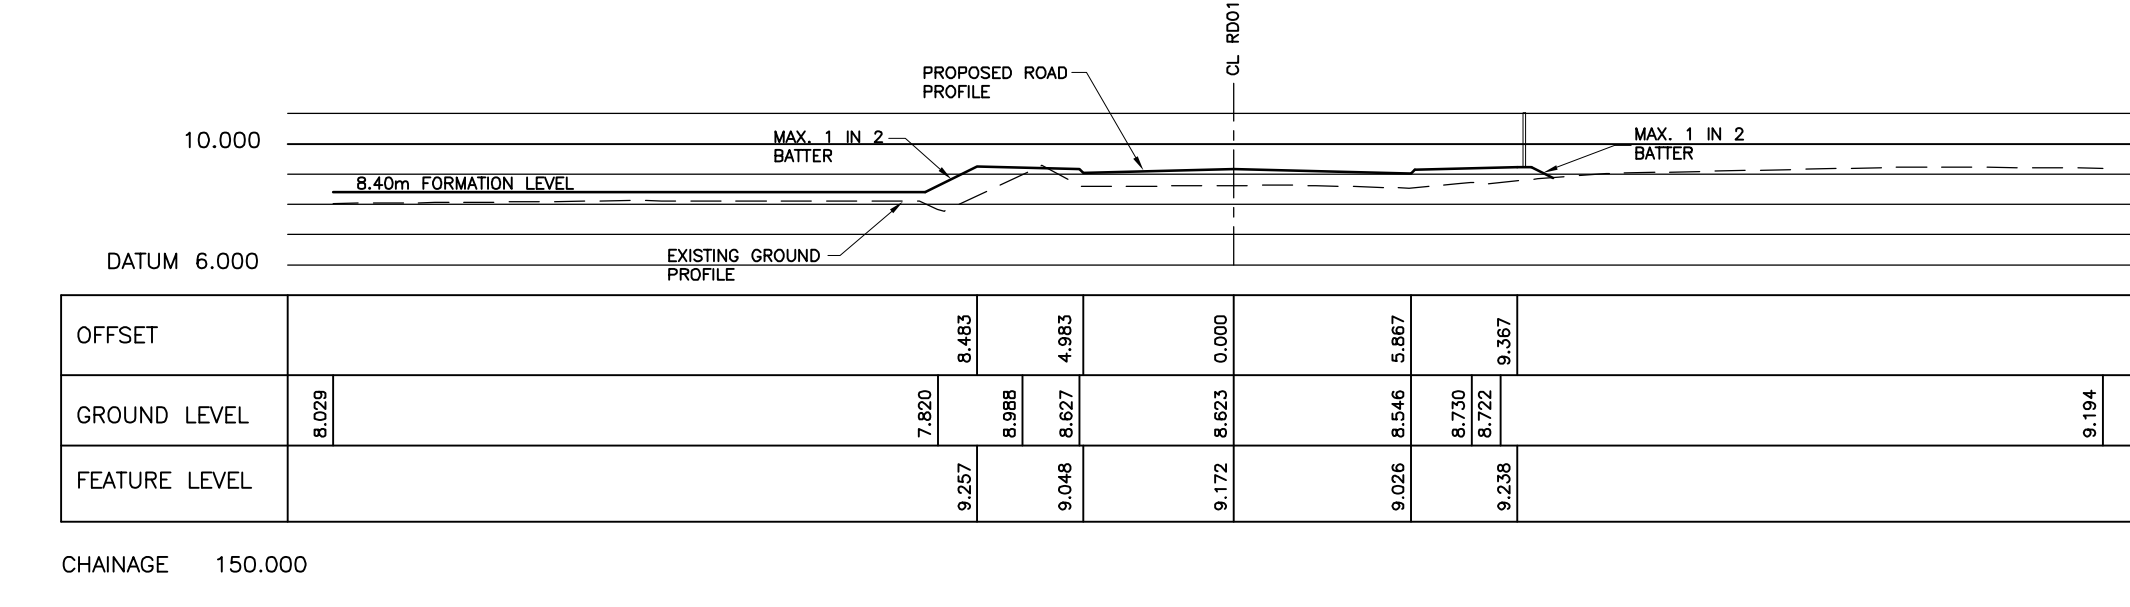 CL RD01
PROPOSED ROAD
PROFILE
10.000
MAX. 1 IN 2
BATTER
MAX. 1 IN 2
BATTER
8.40m FORMATION LEVEL
DATUM 6.000
EXISTING GROUND
PROFILE
OFFSET 8.483 4.983 0.000 5.867 9.367
GROUND LEVEL 8.029 7.820 8.988 8.627 8.623 8.546 8.730 8.722 9.194
FEATURE LEVEL 9.257 9.048 9.172 9.026 9.238
CHAINAGE 150.000